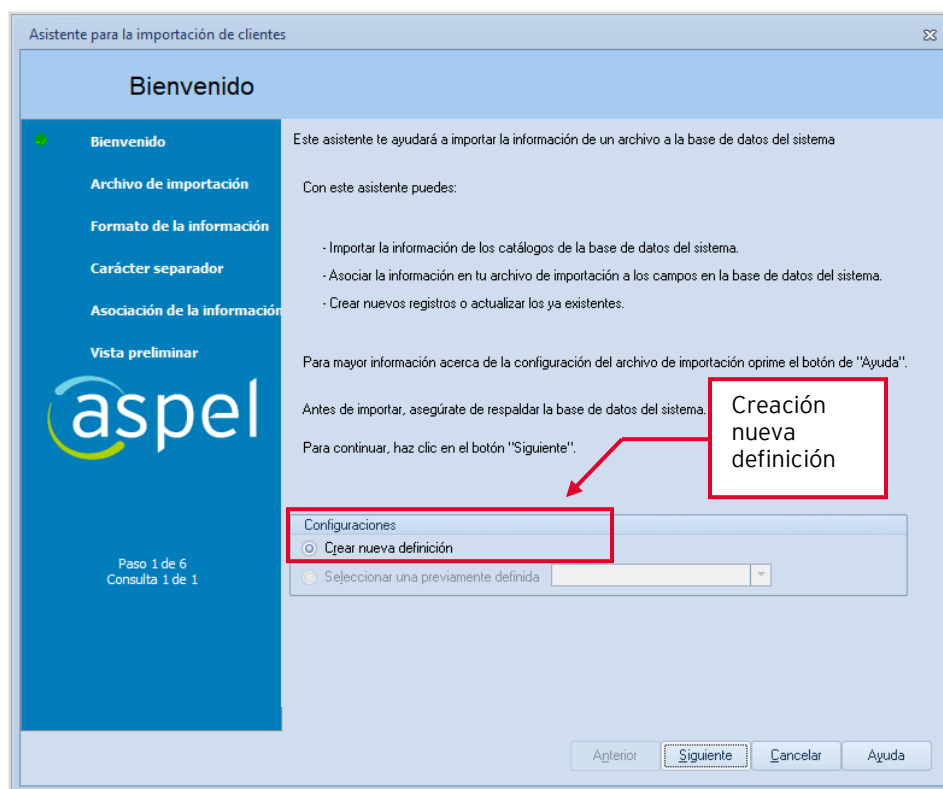 Asistente para la importación de clientes
Bienvenido
Bienvenido
Archivo de importación
Formato de la información
Carácter separador
Asociación de la información
Vista preliminar
aspel
Paso 1 de 6
Consulta 1 de 1
Este asistente te ayudará a importar la información de un archivo a la base de datos del sistema
Con este asistente puedes:
- Importar la información de los catálogos de la base de datos del sistema.
- Asociar la información en tu archivo de importación a los campos en la base de datos del sistema.
- Crear nuevos registros o actualizar los ya existentes.
Para mayor información acerca de la configuración del archivo de importación oprime el botón de "Ayuda".
Antes de importar, asegúrate de respaldar la base de datos del sistema.
Para continuar, haz clic en el botón "Siguiente".
Creación
nueva
definición
Configuraciones
Crear nueva definición
Seleccionar una previamente definida
Anterior Siguiente Cancelar Ayuda